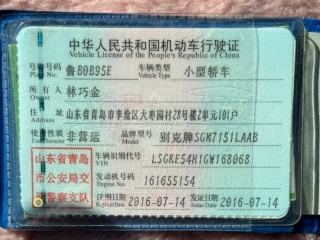 中华人民共和国机动车行驶证
Vehicle License of the People's Republic of China
号牌号码 鲁B0B95E 车辆类型 小型轿车
Plate No. Vehicle Type
所有人 林巧金
Owner
住址 山东省青岛市李沧区大枣园村28号楼2单元101户
Address
使用性质 非营运 品牌型号 别克牌SGM7151LAAB
Use Character Model
山东省青岛市公安局交通警察支队
车辆识别代号 LSGKE54H1GW168068
VIN
发动机号码 161655154
Engine No.
注册日期 2016-07-14 发证日期 2016-07-14
Register Date Issue Date